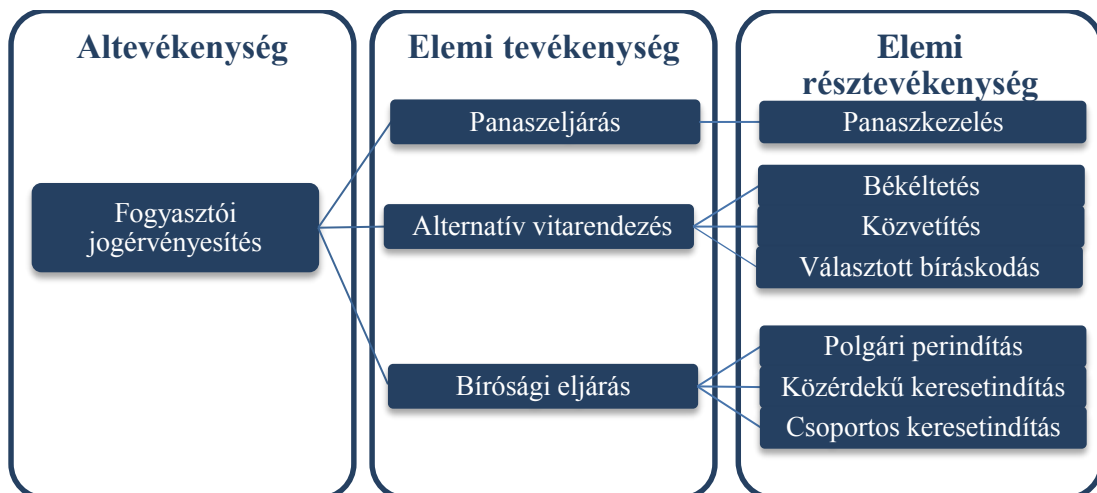 Altevékenység
Fogyasztói
jogérvényesítés
Elemi tevékenység
Panaszeljárás
Alternatív vitarendezés
Bírósági eljárás
Elemi
résztevékenység
Panaszkezelés
Békéltetés
Közvetítés
Választott bíráskodás
Polgári perindítás
Közérdekű keresetindítás
Csoportos keresetindítás